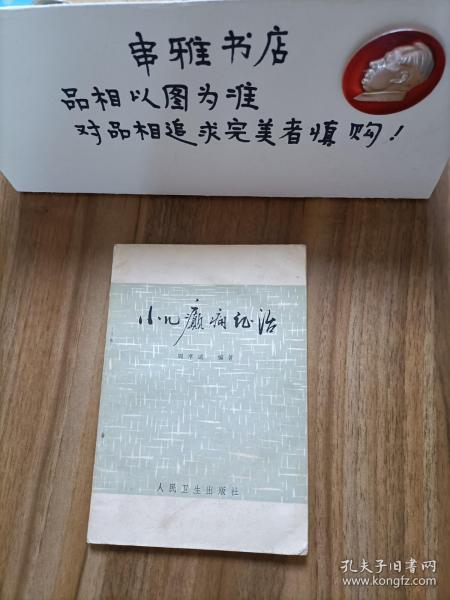 串雅书店
品相以图为准
对品相追求完美者慎购!
小儿癫痫证治
编著
人民卫生出版社
孔夫子旧书网
www.kongfz.com